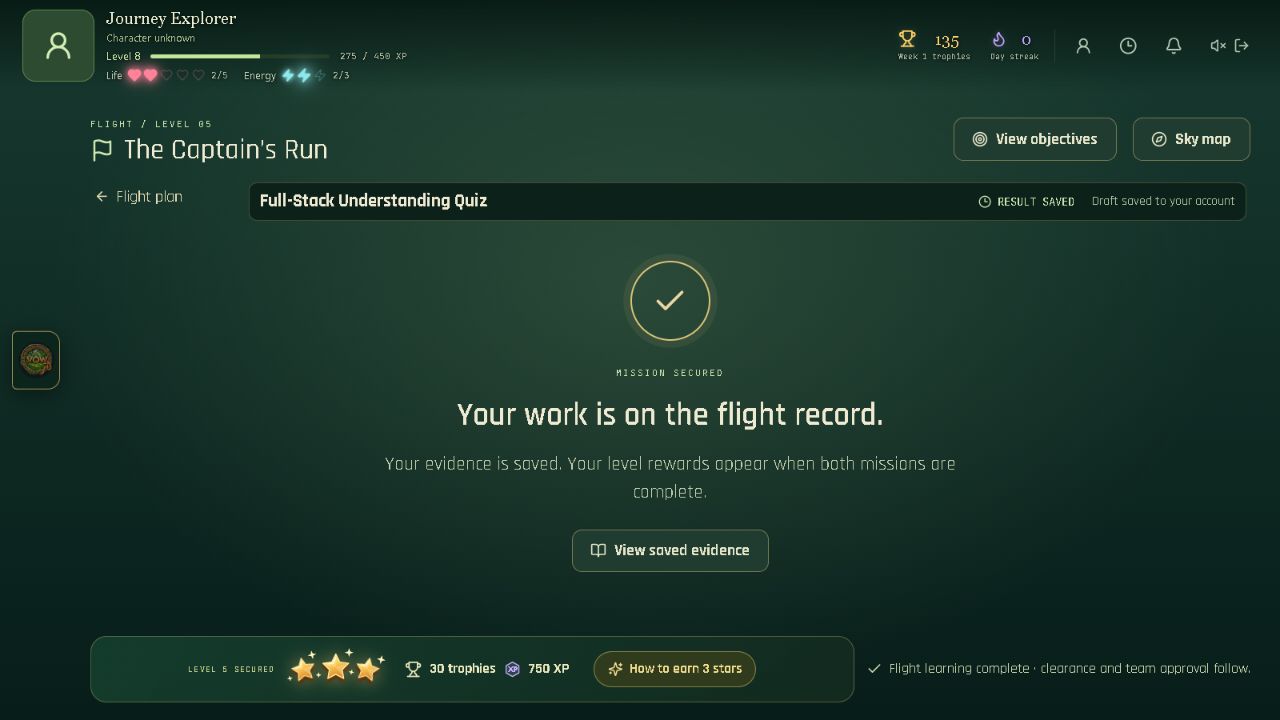 Journey Explorer
Character unknown
Level 8 275 / 450 XP
Life 2/5 Energy 2/3
135
Week 1 trophies
0
Day streak
FLIGHT / LEVEL 05
The Captain's Run
View objectives
Sky map
Flight plan
Full-Stack Understanding Quiz
RESULT SAVED
Draft saved to your account
VOW
MISSION SECURED
Your work is on the flight record.
Your evidence is saved. Your level rewards appear when both missions are
complete.
View saved evidence
LEVEL 5 SECURED
30 trophies
XP 750 XP
How to earn 3 stars
Flight learning complete · clearance and team approval follow.